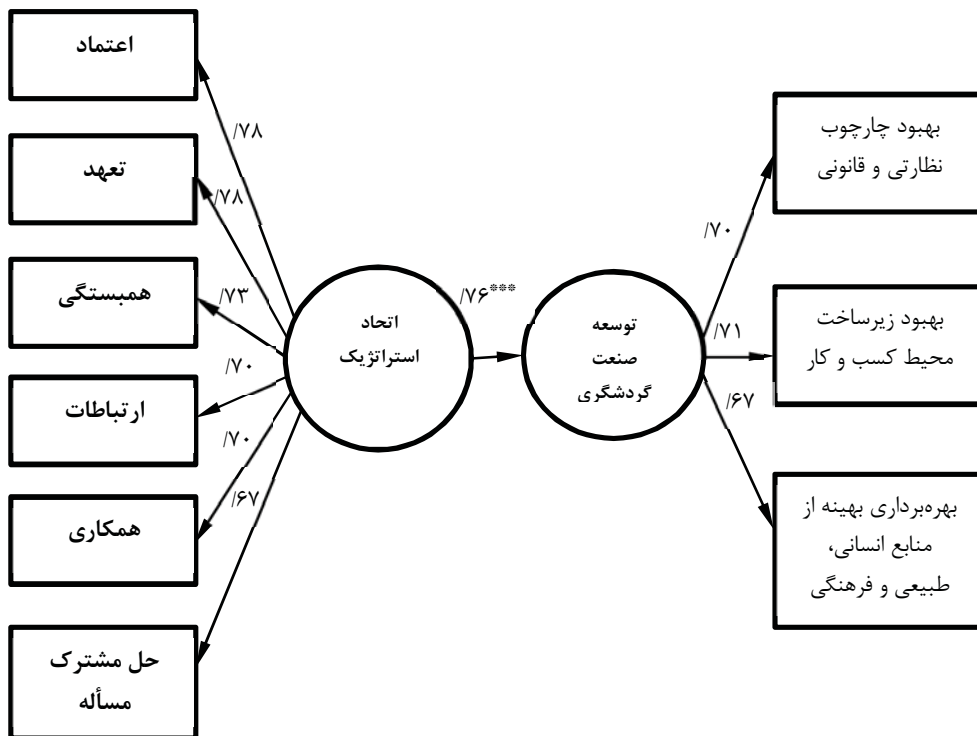 اعتماد
تعهد
همبستگی
ارتباطات
همکاری
حل مشترک
مسأله
/۷۸
/۷۸
/۷۳
/۷۰
/۷۰
/۶۷
اتحاد
استراتژیک
/۷۶***
توسعه
صنعت
گردشگری
/۷۰
/۷۱
/۶۷
بهبود چارچوب
نظارتی و قانونی
بهبود زیرساخت
محیط کسب و کار
بهره‌برداری بهینه از
منابع انسانی،
طبیعی و فرهنگی